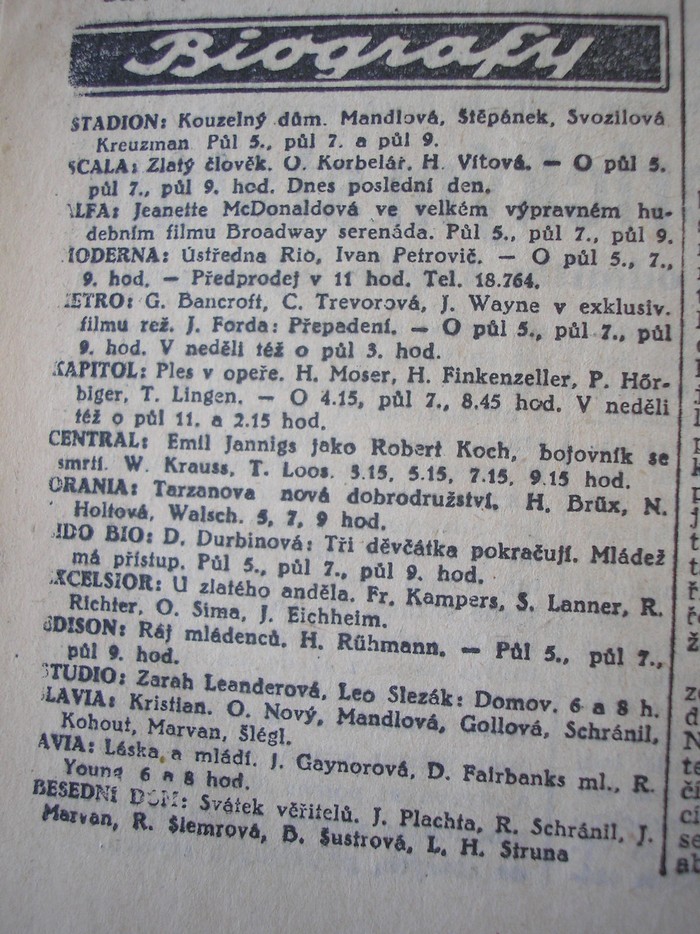 Biografy
STADION: Kouzelný dům. Mandlová, Štěpánek, Svozilová
Kreuzman Půl 5., půl 7. a půl 9.
SCALA: Zlatý člověk. O. Korbelář, H. Vítová. — O půl 5.
půl 7., půl 9. hod. Dnes poslední den.
ALFA: Jeanette McDonaldová ve velkém výpravném hu-
debním filmu Broadway serenáda. Půl 5., půl 7., půl 9.
MODERNA: Ústředna Rio, Ivan Petrovič. — O půl 5., 7.,
9. hod. — Předprodej v 11 hod. Tel. 18.764.
METRO: G. Bancroft, C. Trevorová, J. Wayne v exklusiv.
filmu rež. J. Forda: Přepadení. — O půl 5., půl 7., půl
9. hod. V neděli též o půl 3. hod.
KAPITOL: Ples v opeře. H. Moser, H. Finkenzeller, P. Hör-
biger, T. Lingen. — O 4.15, půl 7., 8.45 hod. V neděli
též o půl 11. a 2.15 hod.
CENTRAL: Emil Jannigs jako Robert Koch, bojovník se
smrtí. W. Krauss, T. Loos. 3.15, 5.15, 7.15, 9.15 hod.
ORANIA: Tarzanova nová dobrodružství. H. Brüx, N.
Holtová, Walsch. 5, 7, 9 hod.
LIDO BIO: D. Durbinová: Tři děvčátka pokračují. Mládež
má přístup. Půl 5., půl 7., půl 9. hod.
EXCELSIOR: U zlatého anděla. Fr. Kampers, S. Lanner, R.
Richter, O. Sima, J. Eichheim.
EDISON: Ráj mládenců. H. Rühmann. — Půl 5., půl 7.,
půl 9. hod.
STUDIO: Zarah Leanderová, Leo Slezák: Domov. 6 a 8 h.
SLAVIA: Kristian. O. Nový, Mandlová, Gollová, Schránil,
Kohout, Marvan, Šlégl.
AVIA: Láska a mládí. J. Gaynorová, D. Fairbanks ml., R.
Young 6 a 8 hod.
BESEDNÍ DŮM: Svátek věřitelů. J. Plachta, R. Schránil, J.
Marvan, R. Šlemrová, B. Šustrová, L. H. Struna